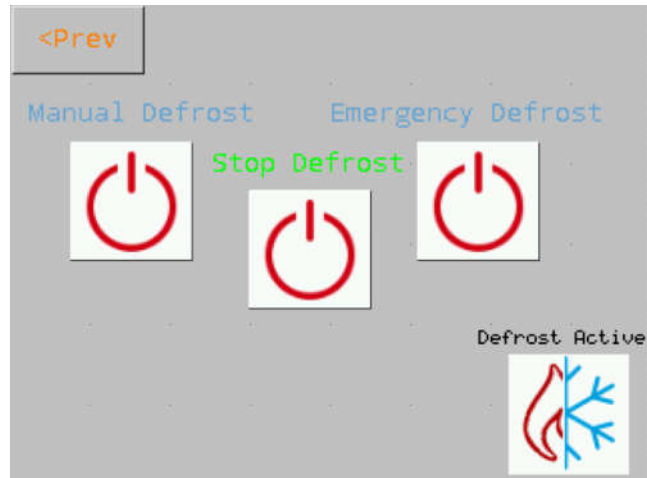 <Prev
Manual Defrost
Emergency Defrost
Stop Defrost
Defrost Active